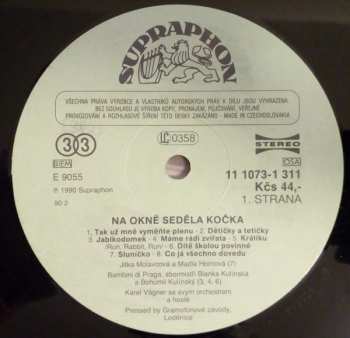 SUPRAPHON
VŠECHNA PRÁVA VÝROBCE A VLASTNÍKŮ AUTORSKÝCH PRÁV K DÍLU JSOU VYHRAZENA.
BEZ SOUHLASU JE VÝROBA KOPIÍ, PRONÁJEM, PŮJČOVÁNÍ, VEŘEJNÉ
PROVOZOVÁNÍ A ROZHLASOVÉ ŠÍŘENÍ TÉTO DESKY ZAKÁZÁNO - MADE IN CZECHOSLOVAKIA
33
LC 0358
STEREO
BIEM
OSA
E 9055
11 1073-1 311
Kčs 44,-
℗ 1990 Supraphon
1. STRANA
90 2
NA OKNĚ SEDĚLA KOČKA
1. Tak už mně vyměňte plenu - 2. Dětičky a tetičky
3. Jablkodomek - 4. Máme rádi zvířata - 5. Králíku
Run, Rabbit, Run/ - 6. Dítě školou povinné
7. Sluníčko - 8. Co já všechno dovedu
Jitka Molavcová a Maďla Hornová (7)
Bambini di Praga, sbormistři Blanka Kulínská
a Bohumil Kulínský (3, 4, 6)
Karel Vágner se svým orchestrem
a hosté
Pressed by Gramofonové závody,
Loděnice